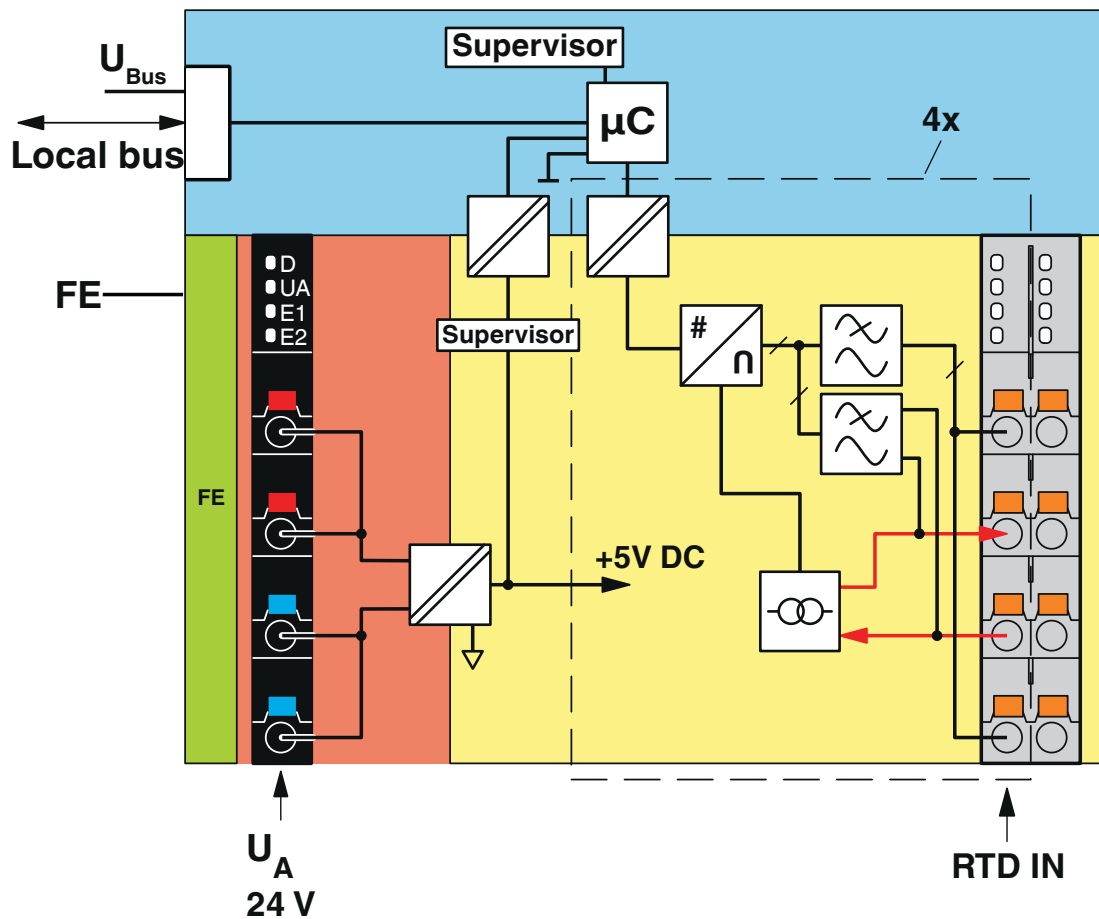 Supervisor
U Bus
µC
4x
Local bus
D
UA
FE
E1
E2
Supervisor
#
∩
FE
+5V DC
U A
24 V
RTD IN